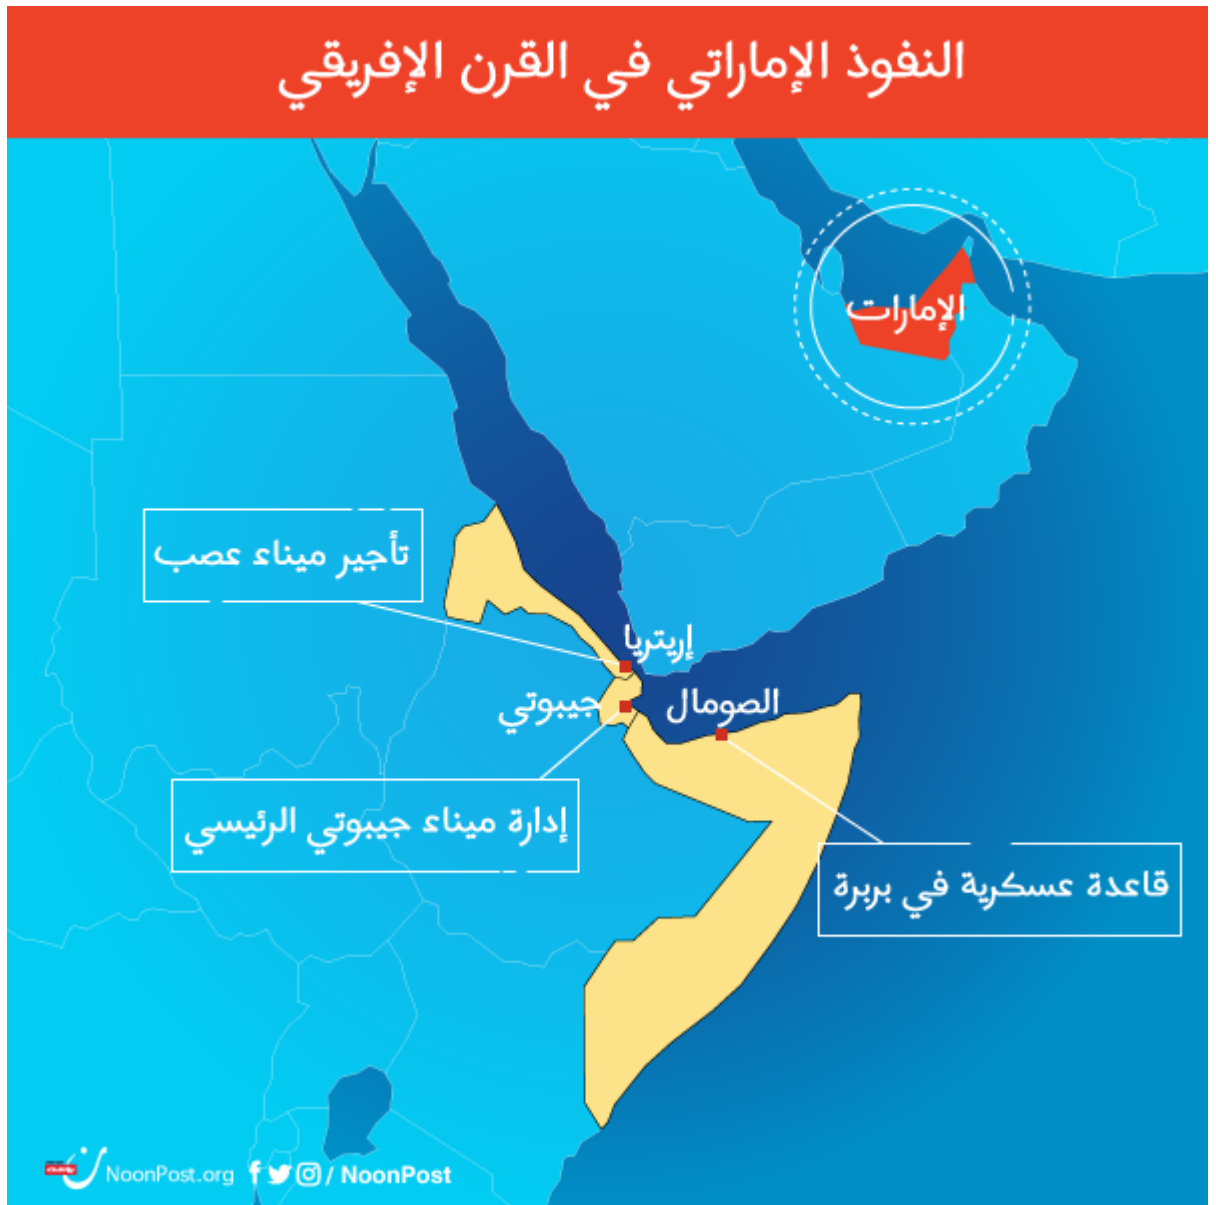 النفوذ الإماراتي في القرن الإفريقي
الإمارات
تأجير ميناء عصب
إريتريا
الصومال
جيبوتي
إدارة ميناء جيبوتي الرئيسي
قاعدة عسكرية في بربرة
NoonPost.org
/ NoonPost